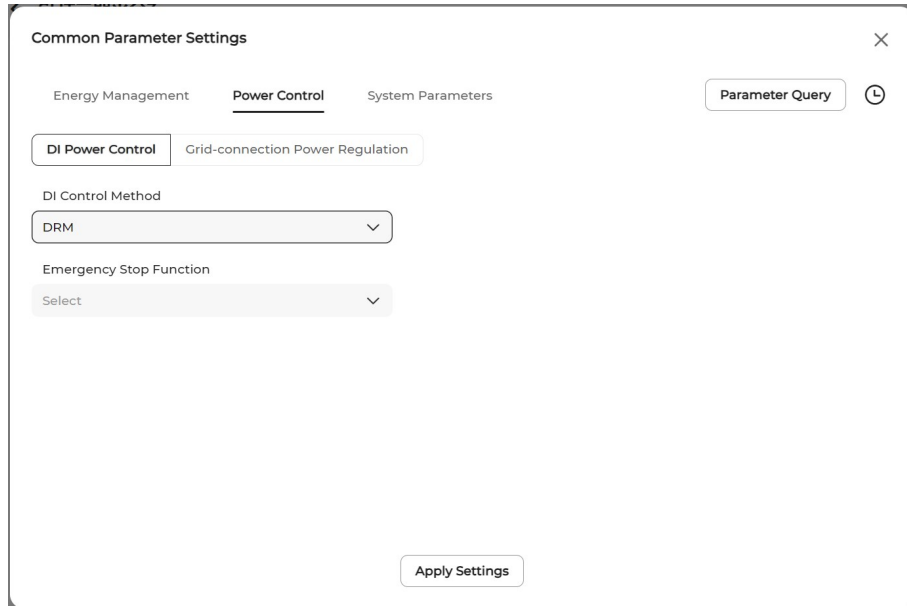 Common Parameter Settings
Energy Management Power Control System Parameters Parameter Query
DI Power Control Grid-connection Power Regulation
DI Control Method
DRM
Emergency Stop Function
Select
Apply Settings